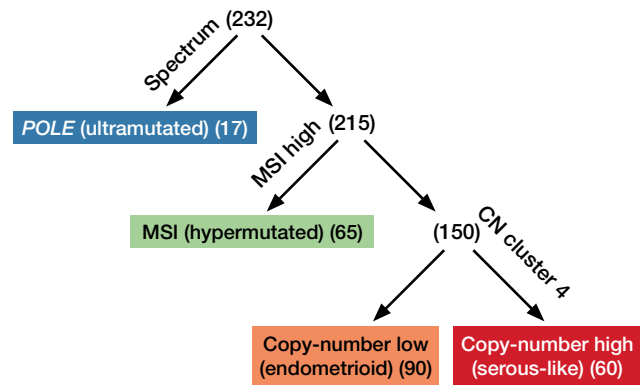 (232)
Spectrum
POLE (ultramutated) (17)
(215)
MSI high
MSI (hypermutated) (65)
(150)
CN cluster 4
Copy-number low
(endometrioid) (90)
Copy-number high
(serous-like) (60)